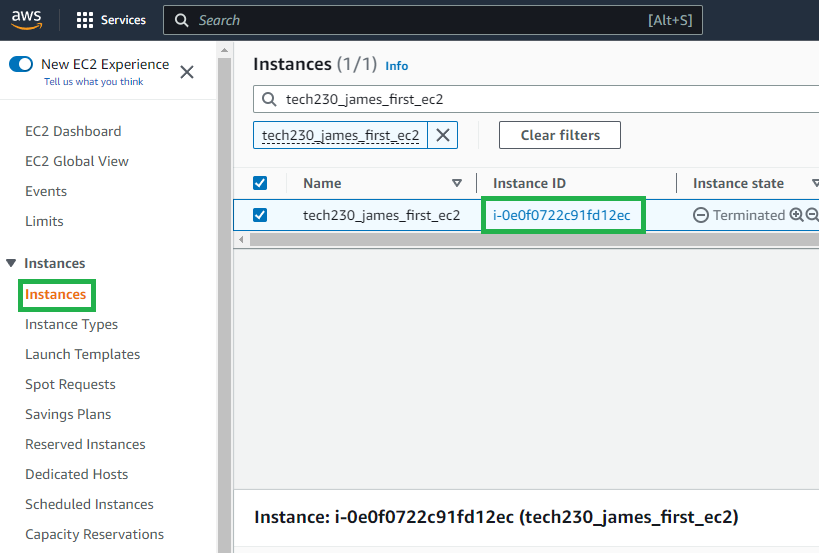 aws Services Search [Alt+S]
New EC2 Experience
Tell us what you think
EC2 Dashboard
EC2 Global View
Events
Limits
Instances
Instances
Instance Types
Launch Templates
Spot Requests
Savings Plans
Reserved Instances
Dedicated Hosts
Scheduled Instances
Capacity Reservations
Instances (1/1) Info
tech230_james_first_ec2
tech230_james_first_ec2 Clear filters
Name Instance ID Instance state
tech230_james_first_ec2 i-0e0f0722c91fd12ec Terminated
Instance: i-0e0f0722c91fd12ec (tech230_james_first_ec2)